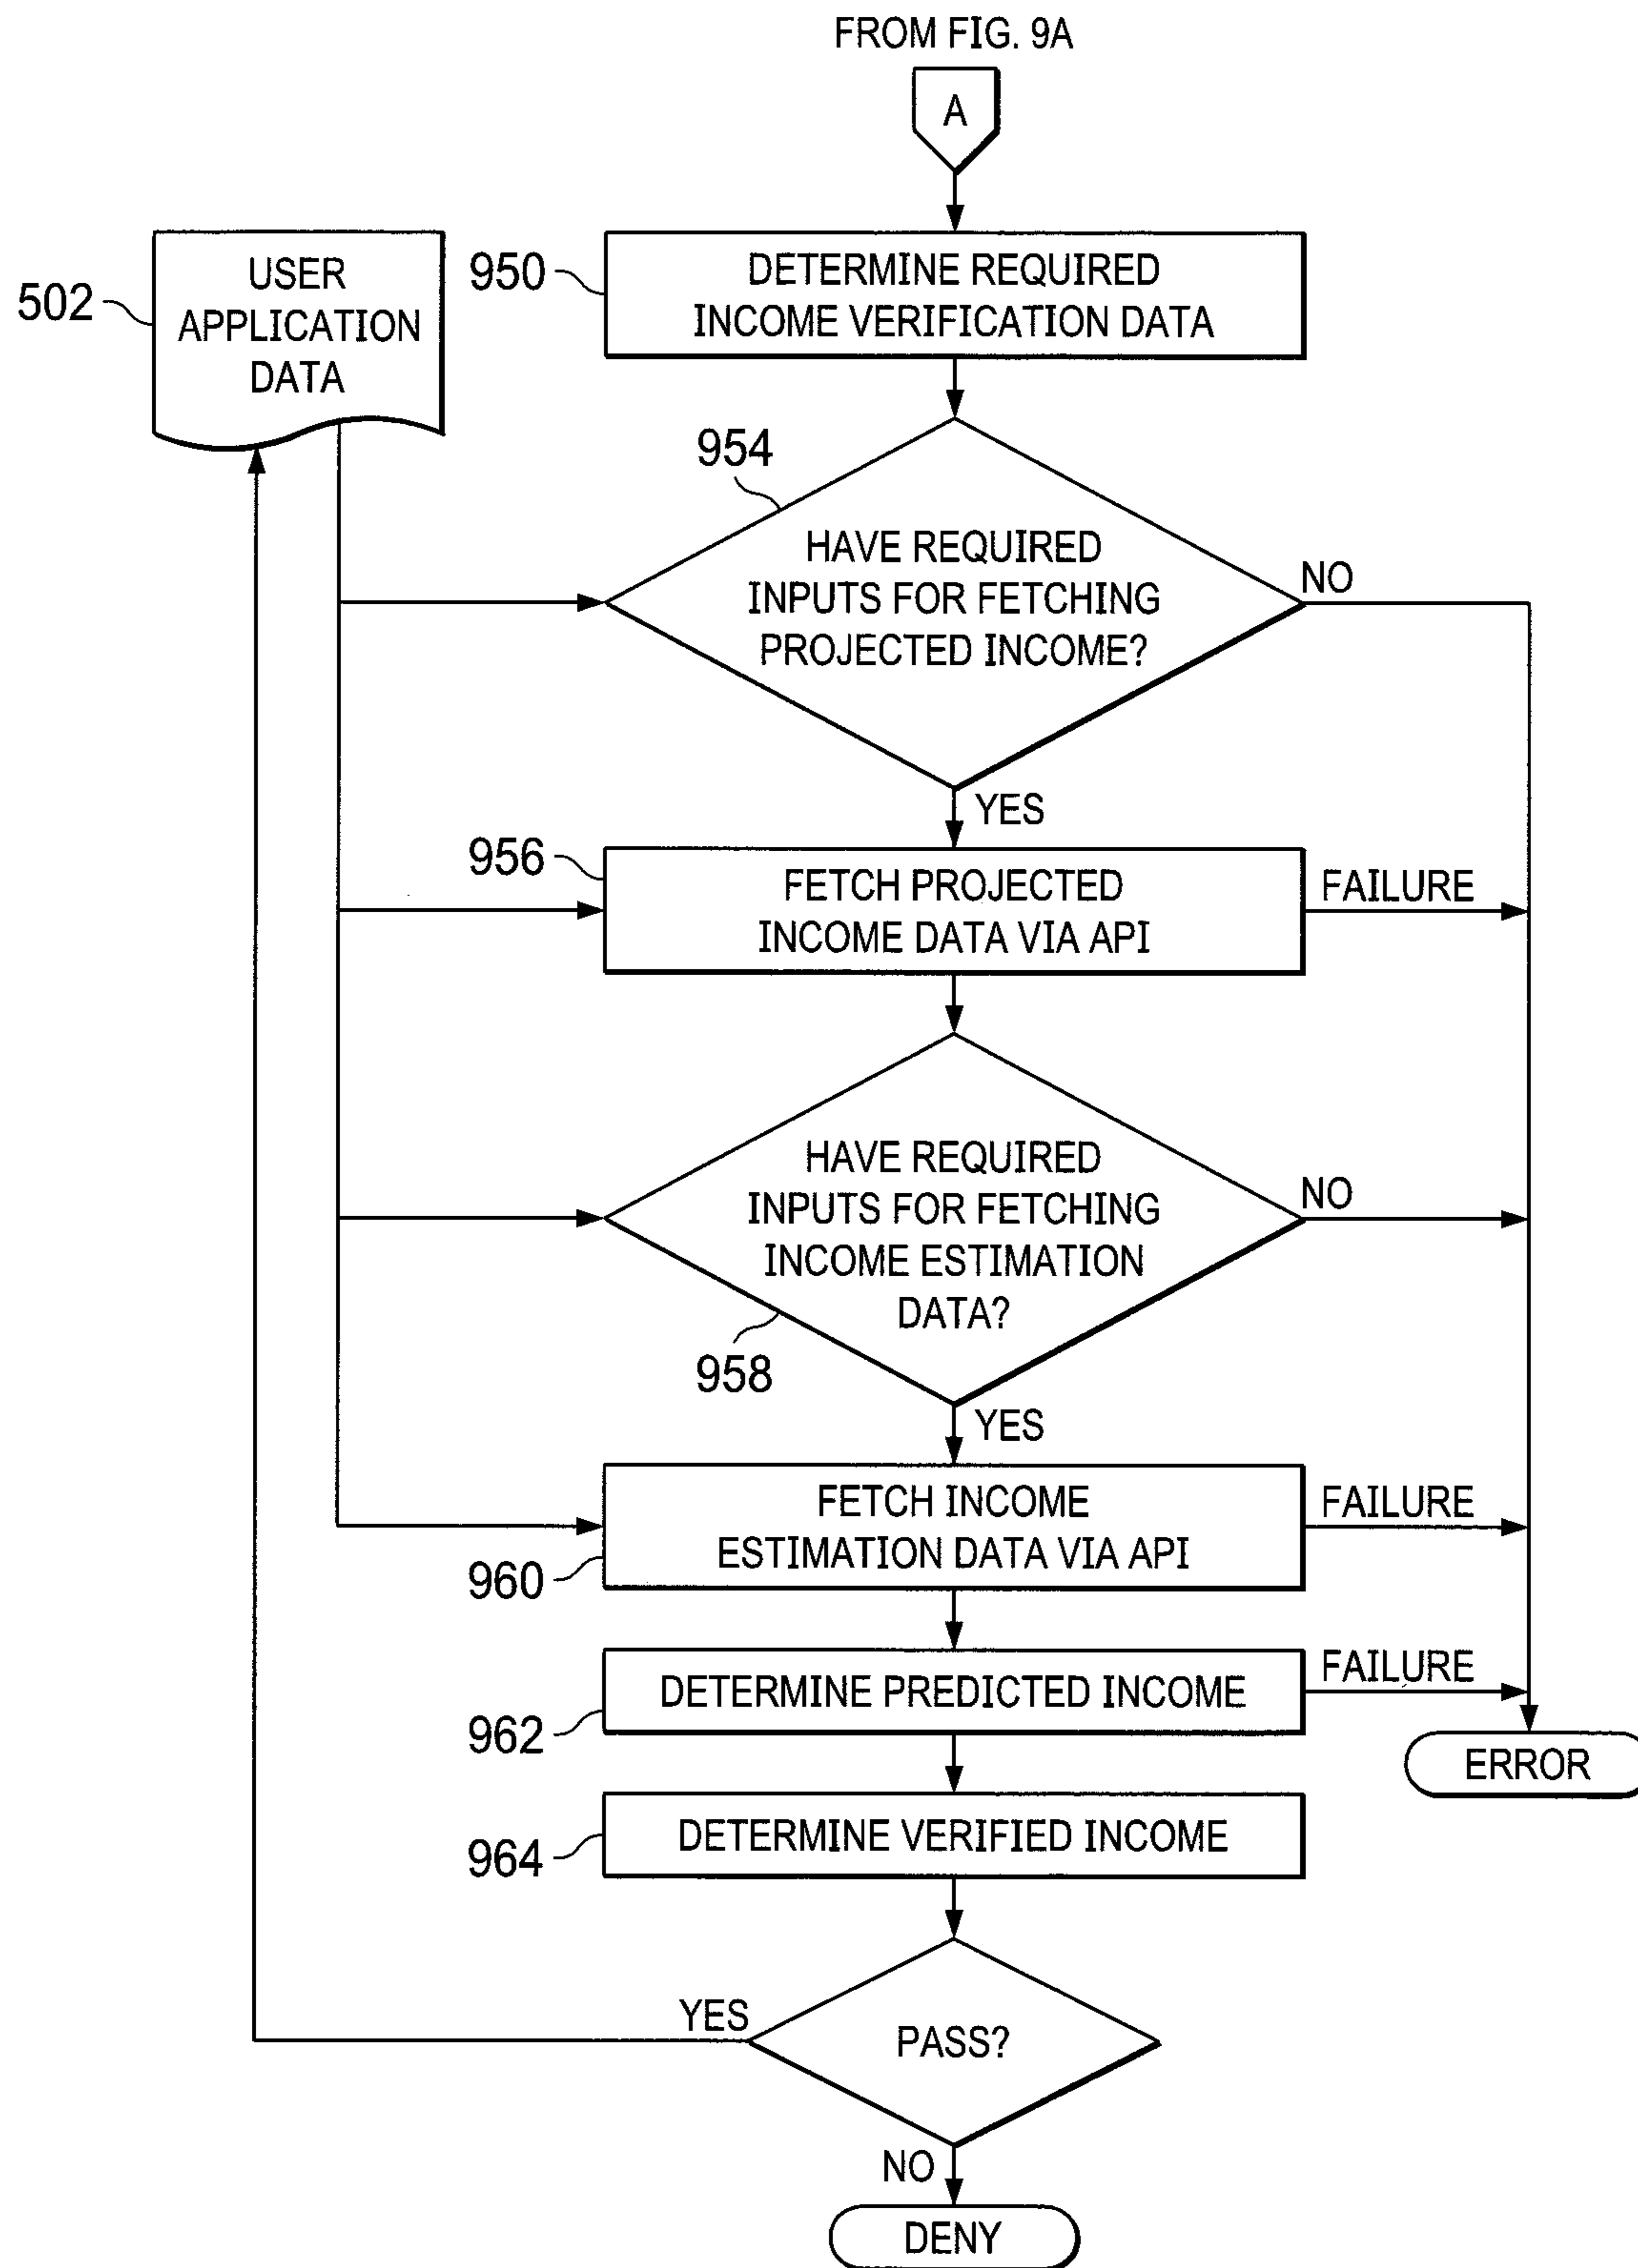 FROM FIG. 9A
A
USER
APPLICATION
DATA
502
950
DETERMINE REQUIRED
INCOME VERIFICATION DATA
954
HAVE REQUIRED
INPUTS FOR FETCHING
PROJECTED INCOME?
NO
YES
956
FETCH PROJECTED
INCOME DATA VIA API
FAILURE
HAVE REQUIRED
INPUTS FOR FETCHING
INCOME ESTIMATION
DATA?
NO
958
YES
FETCH INCOME
ESTIMATION DATA VIA API
FAILURE
960
DETERMINE PREDICTED INCOME
FAILURE
962
ERROR
DETERMINE VERIFIED INCOME
964
YES
PASS?
NO
DENY